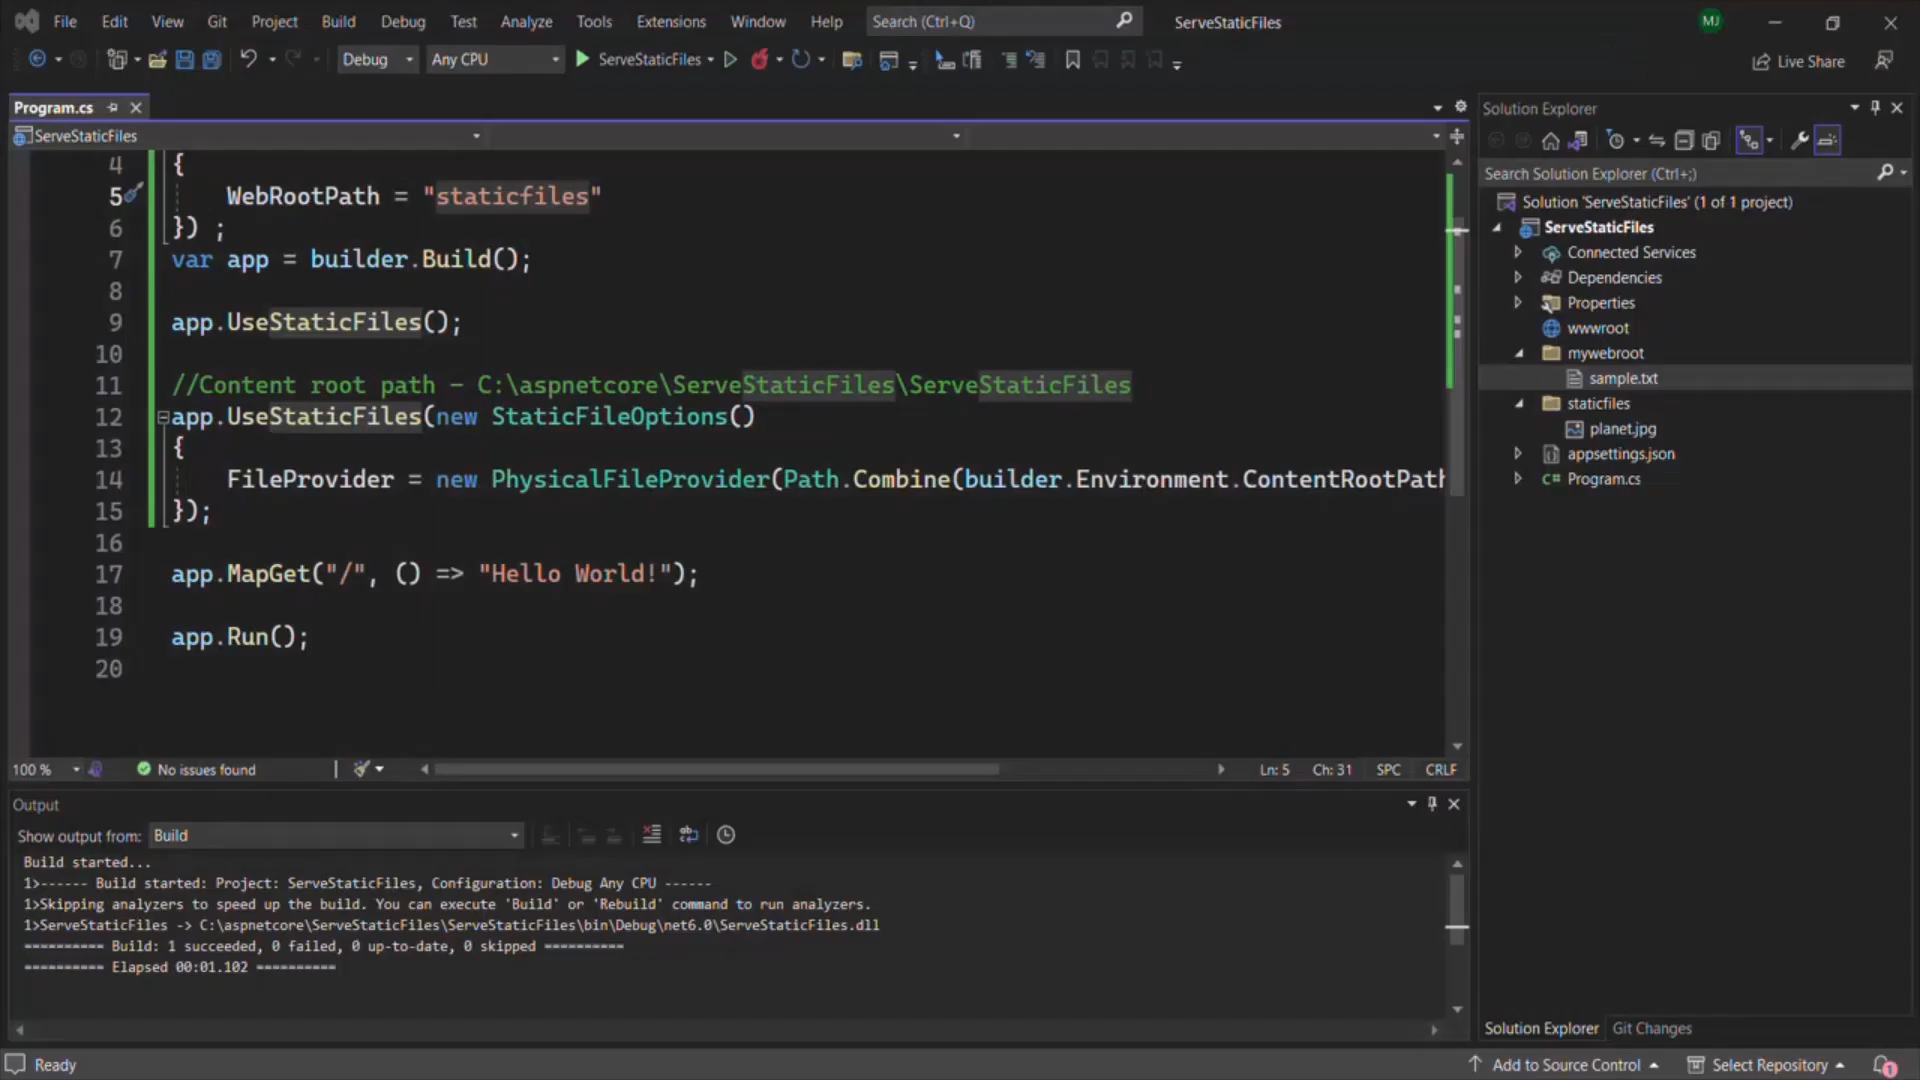 File Edit View Git Project Build Debug Test Analyze Tools Extensions Window Help Search (Ctrl+Q) ServeStaticFiles MJ
Debug Any CPU ServeStaticFiles Live Share
Program.cs
ServeStaticFiles
4 {
5 WebRootPath = "staticfiles"
6 }) ;
7 var app = builder.Build();
8
9 app.UseStaticFiles();
10
11 //Content root path - C:\aspnetcore\ServeStaticFiles\ServeStaticFiles
12 app.UseStaticFiles(new StaticFileOptions()
13 {
14 FileProvider = new PhysicalFileProvider(Path.Combine(builder.Environment.ContentRootPath
15 });
16
17 app.MapGet("/", () => "Hello World!");
18
19 app.Run();
20
100 % No issues found Ln: 5 Ch: 31 SPC CRLF
Output
Show output from: Build
Build started...
1>------ Build started: Project: ServeStaticFiles, Configuration: Debug Any CPU ------
1>Skipping analyzers to speed up the build. You can execute 'Build' or 'Rebuild' command to run analyzers.
1>ServeStaticFiles -> C:\aspnetcore\ServeStaticFiles\ServeStaticFiles\bin\Debug\net6.0\ServeStaticFiles.dll
========== Build: 1 succeeded, 0 failed, 0 up-to-date, 0 skipped ==========
========== Elapsed 00:01.102 ==========
Solution Explorer
Search Solution Explorer (Ctrl+;)
Solution 'ServeStaticFiles' (1 of 1 project)
ServeStaticFiles
Connected Services
Dependencies
Properties
wwwroot
mywebroot
sample.txt
staticfiles
planet.jpg
appsettings.json
C# Program.cs
Solution Explorer Git Changes
Ready Add to Source Control Select Repository 1